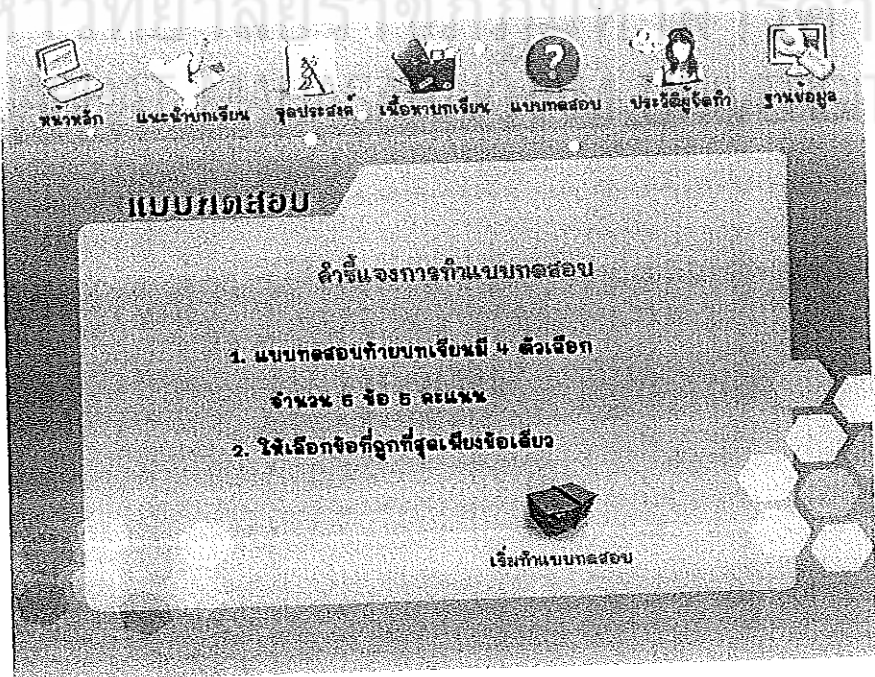 หน้าหลัก แนะนำบทเรียน จุดประสงค์ เนื้อหาบทเรียน แบบทดสอบ ประวัติผู้จัดทำ ฐานข้อมูล
แบบทดสอบ
คำชี้แจงการทำแบบทดสอบ
1. แบบทดสอบท้ายบทเรียนมี 4 ตัวเลือก
จำนวน 5 ข้อ 5 คะแนน
2. ให้เลือกข้อที่ถูกที่สุดเพียงข้อเดียว
เริ่มทำแบบทดสอบ